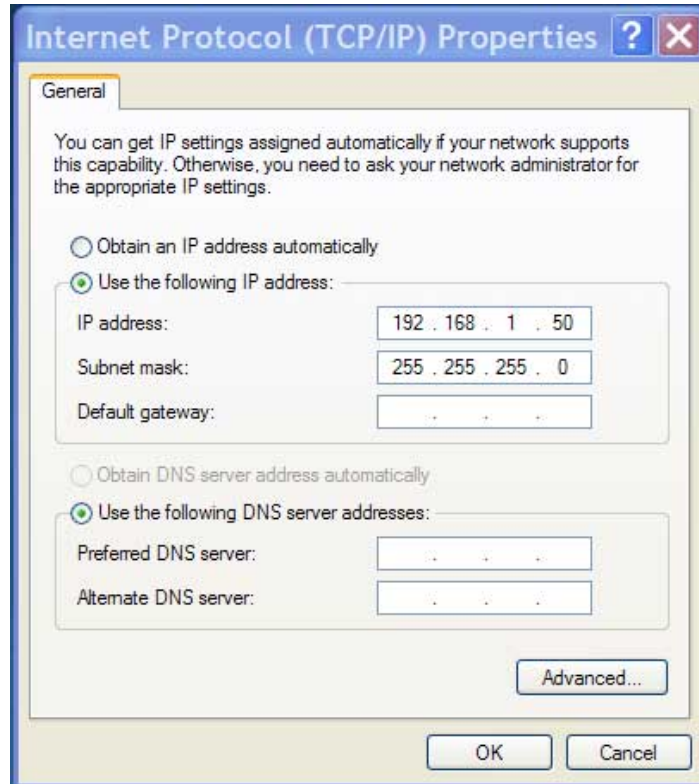 Internet Protocol (TCP/IP) Properties ? X
General
You can get IP settings assigned automatically if your network supports
this capability. Otherwise, you need to ask your network administrator for
the appropriate IP settings.
Obtain an IP address automatically
Use the following IP address:
IP address: 192 . 168 . 1 . 50
Subnet mask: 255 . 255 . 255 . 0
Default gateway: . . .
Obtain DNS server address automatically
Use the following DNS server addresses:
Preferred DNS server: . . .
Alternate DNS server: . . .
Advanced...
OK Cancel